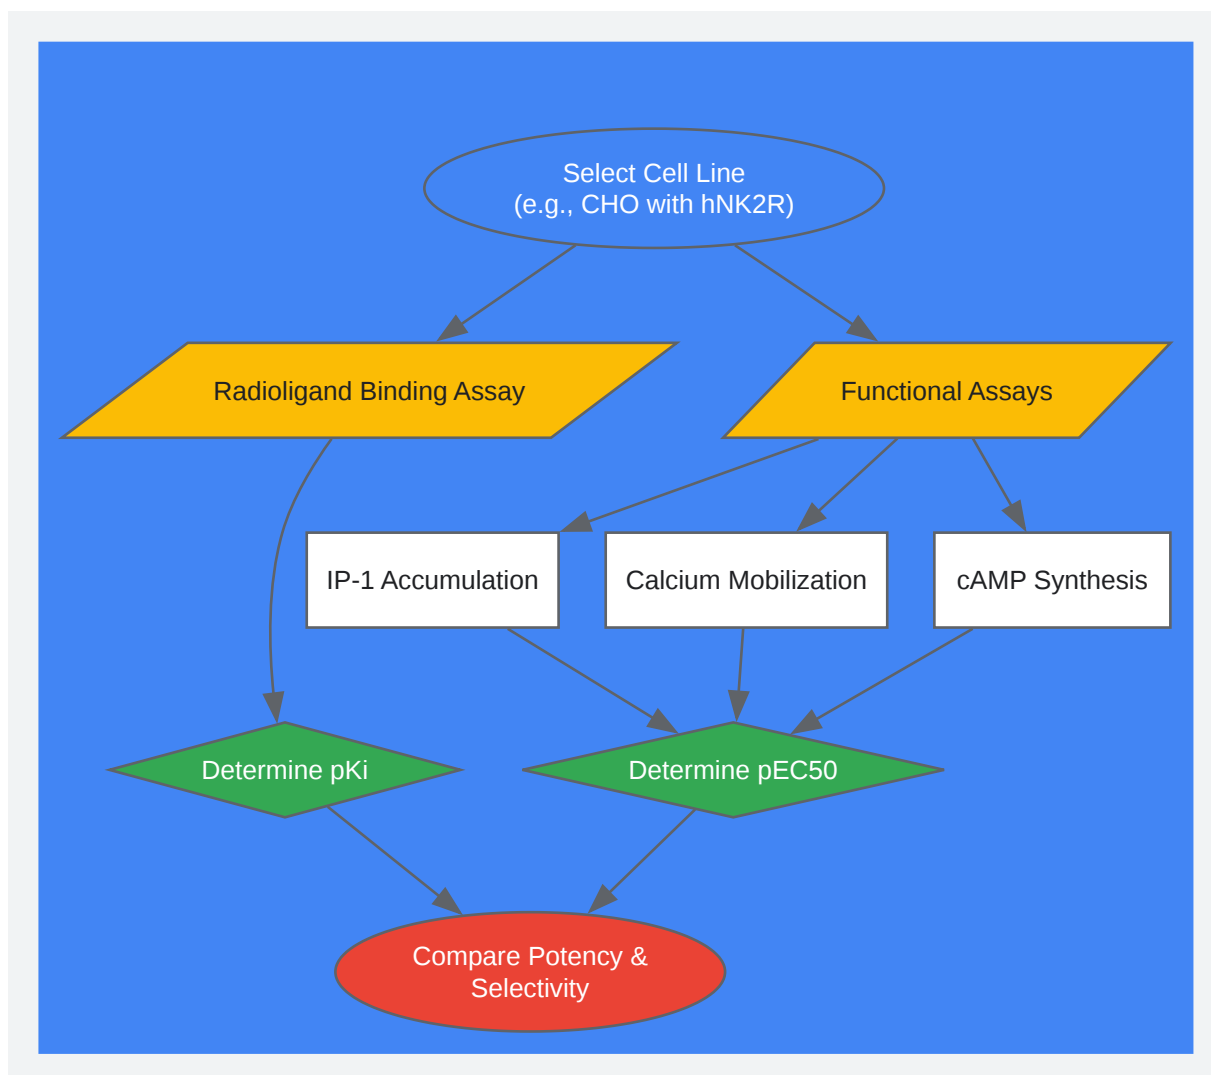 Select Cell Line
(e.g., CHO with hNK2R)
Radioligand Binding Assay
Functional Assays
IP-1 Accumulation
Calcium Mobilization
cAMP Synthesis
Determine pKi
Determine pEC50
Compare Potency &
Selectivity